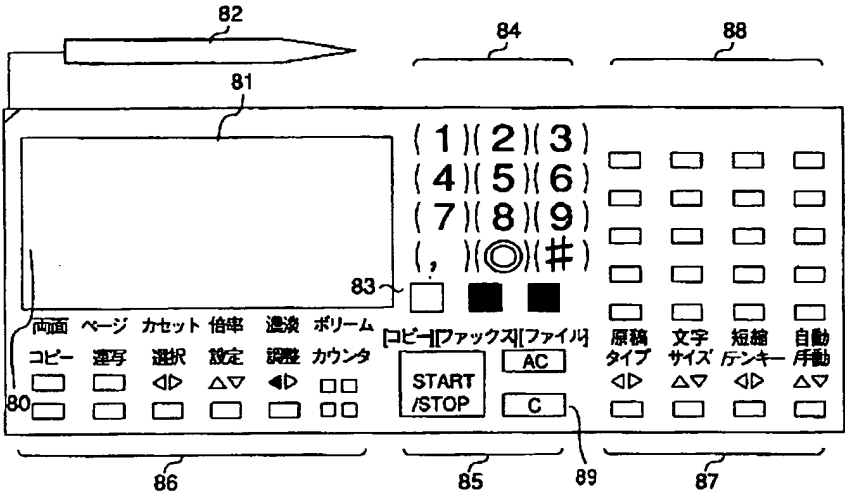 82
84
88
81
(1)(2)(3)
(4)(5)(6)
(7)(8)(9)
(,)(◎)(#)
83
両面 ページ カセット 倍率 濃淡 ボリーム
コピー 連写 選択 設定 調整 カウンタ
◁▷ △▽ ◀▷
80
[コピー][ファックス][ファイル]
START
/STOP
AC
C
原稿 文字 短縮 自動
タイプ サイズ /テンキー /手動
◁▷ △▽ ◁▷ △▽
86
85
89
87